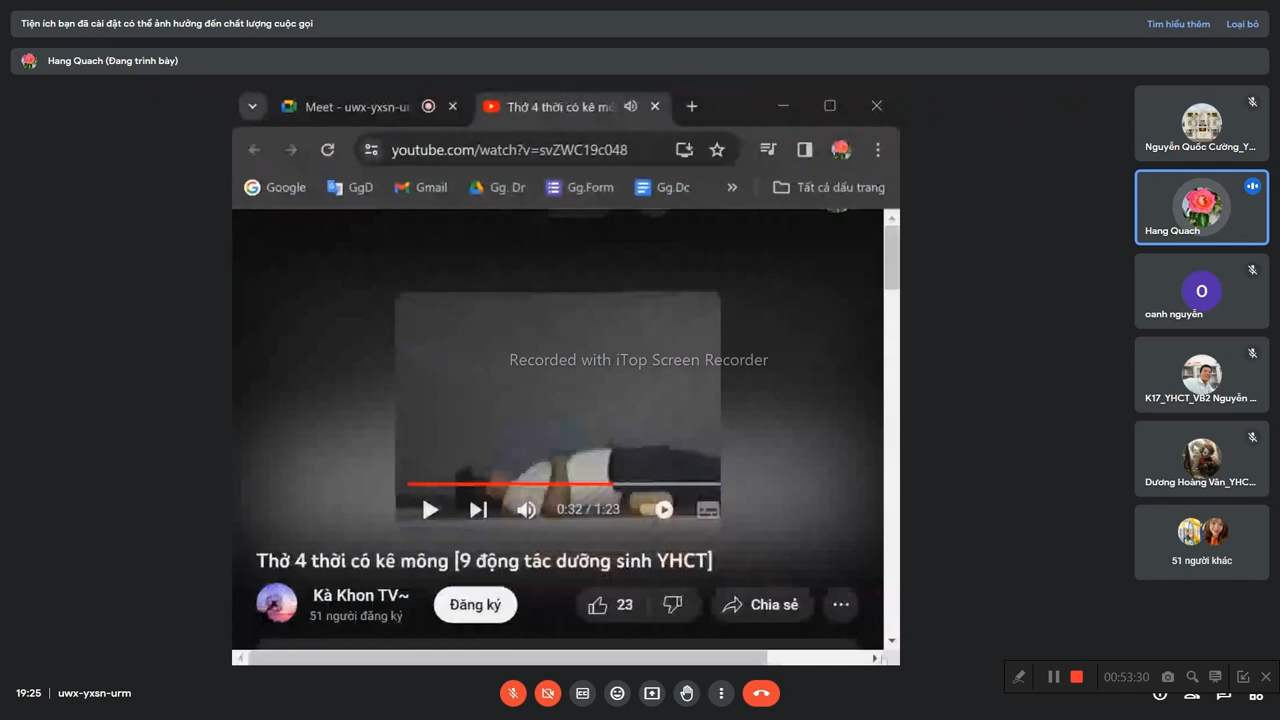 Tiện ích bạn đã cài đặt có thể ảnh hưởng đến chất lượng cuộc gọi
Tìm hiểu thêm
Loại bỏ
Hang Quach (Đang trình bày)
Meet - uwx-yxsn-ur
Thở 4 thời có kê mô
youtube.com/watch?v=svZWC19c048
Google
GgD
Gmail
Gg. Dr
Gg.Form
Gg.Dc
Tất cả dấu trang
Recorded with iTop Screen Recorder
0:32 / 1:23
Thở 4 thời có kê mông [9 động tác dưỡng sinh YHCT]
Kà Khon TV~
51 người đăng ký
Đăng ký
23
Chia sẻ
Nguyễn Quốc Cường_Y...
Hang Quach
O
oanh nguyễn
K17_YHCT_VB2 Nguyễn ...
Dương Hoàng Vân_YHC...
51 người khác
19:25
uwx-yxsn-urm
00:53:30